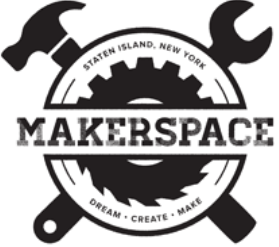 STATEN ISLAND, NEW YORK
MAKERSPACE
DREAM • CREATE • MAKE